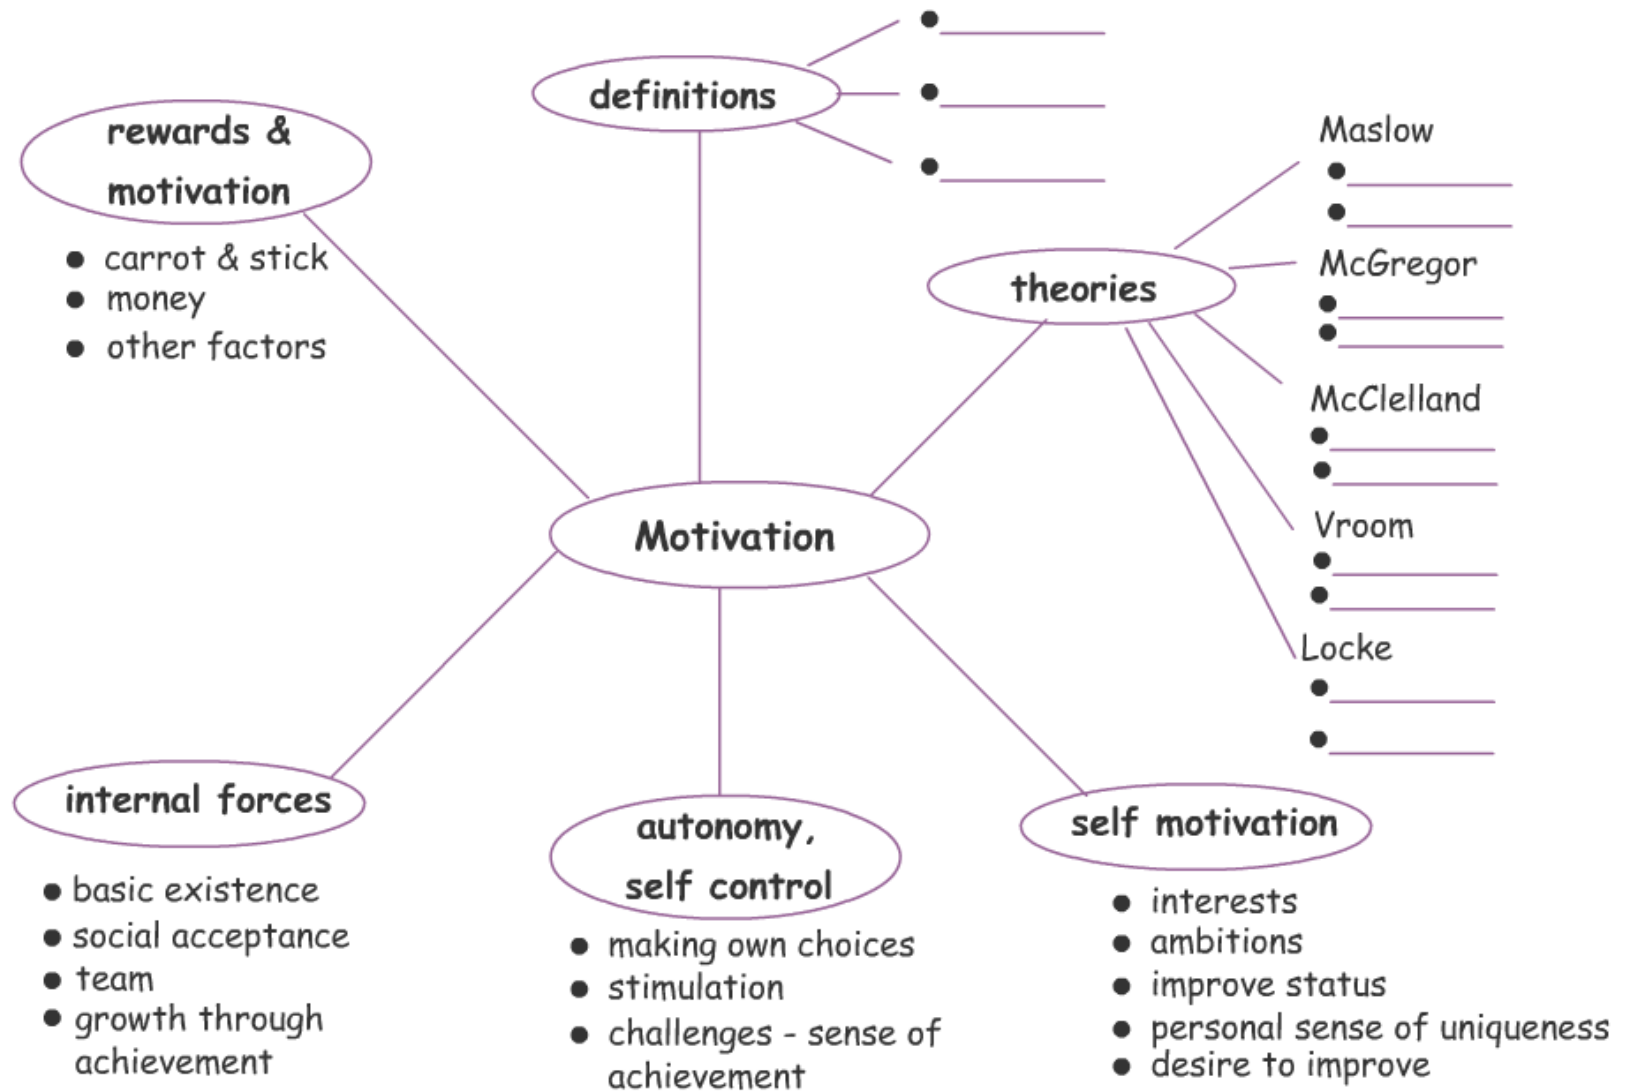 definitions
rewards &
motivation
• carrot & stick
• money
• other factors
theories
Maslow
McGregor
McClelland
Vroom
Locke
Motivation
internal forces
• basic existence
• social acceptance
• team
• growth through
achievement
autonomy,
self control
• making own choices
• stimulation
• challenges - sense of
achievement
self motivation
• interests
• ambitions
• improve status
• personal sense of uniqueness
• desire to improve